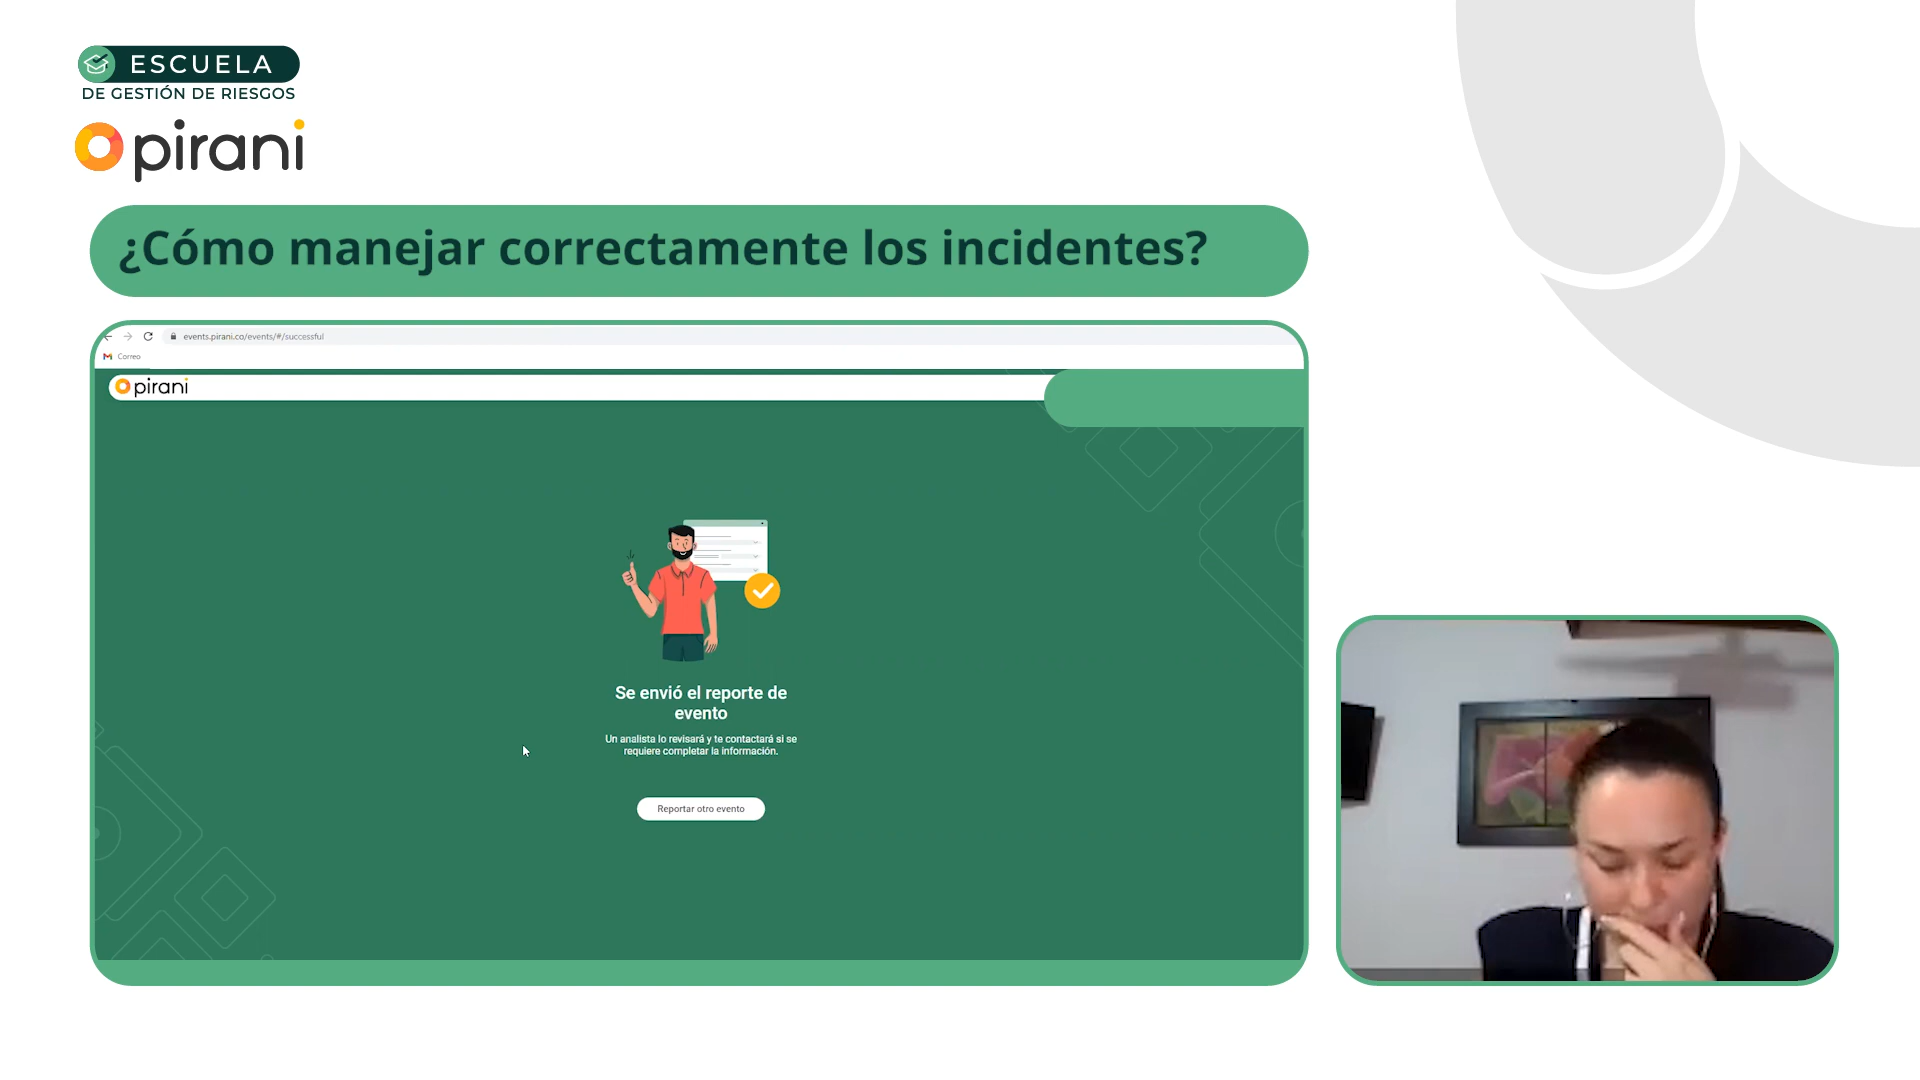 ESCUELA
DE GESTIÓN DE RIESGOS
pirani
¿Cómo manejar correctamente los incidentes?
events.pirani.co/events/#/successful
Correo
pirani
Se envió el reporte de
evento
Un analista lo revisará y te contactará si se
requiere completar la información.
Reportar otro evento